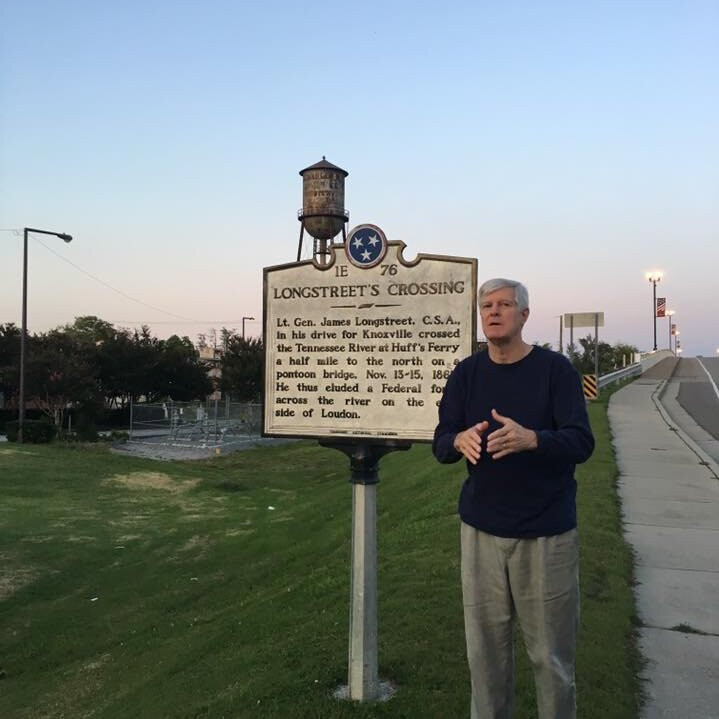 1E 76
LONGSTREET'S CROSSING
Lt. Gen. James Longstreet, C.S.A.,
in his drive for Knoxville crossed
the Tennessee River at Huff's Ferry
a half mile to the north on a
pontoon bridge, Nov. 13-15, 186
He thus eluded a Federal fo
across the river on the e
side of Loudon.